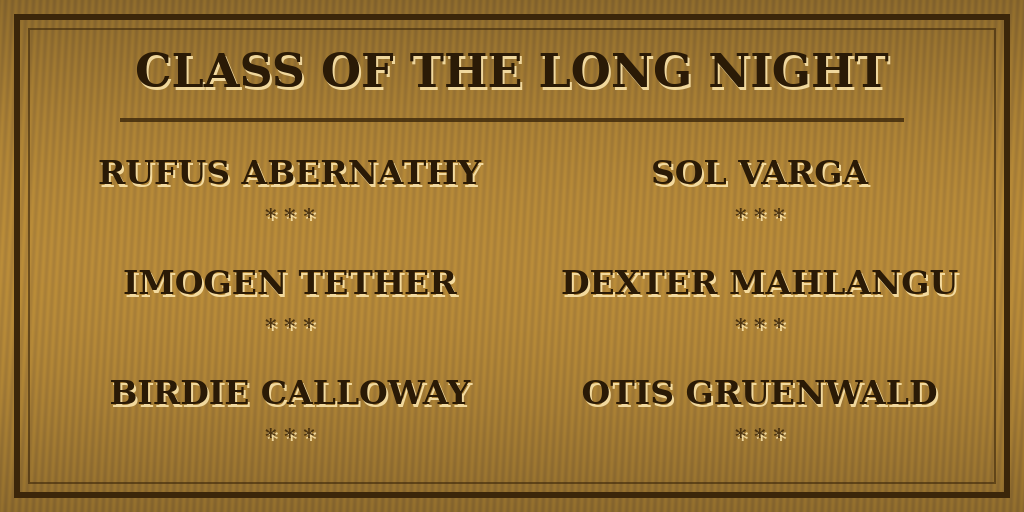 CLASS OF THE LONG NIGHT
RUFUS ABERNATHY
***
SOL VARGA
***
IMOGEN TETHER
***
DEXTER MAHLANGU
***
BIRDIE CALLOWAY
***
OTIS GRUENWALD
***